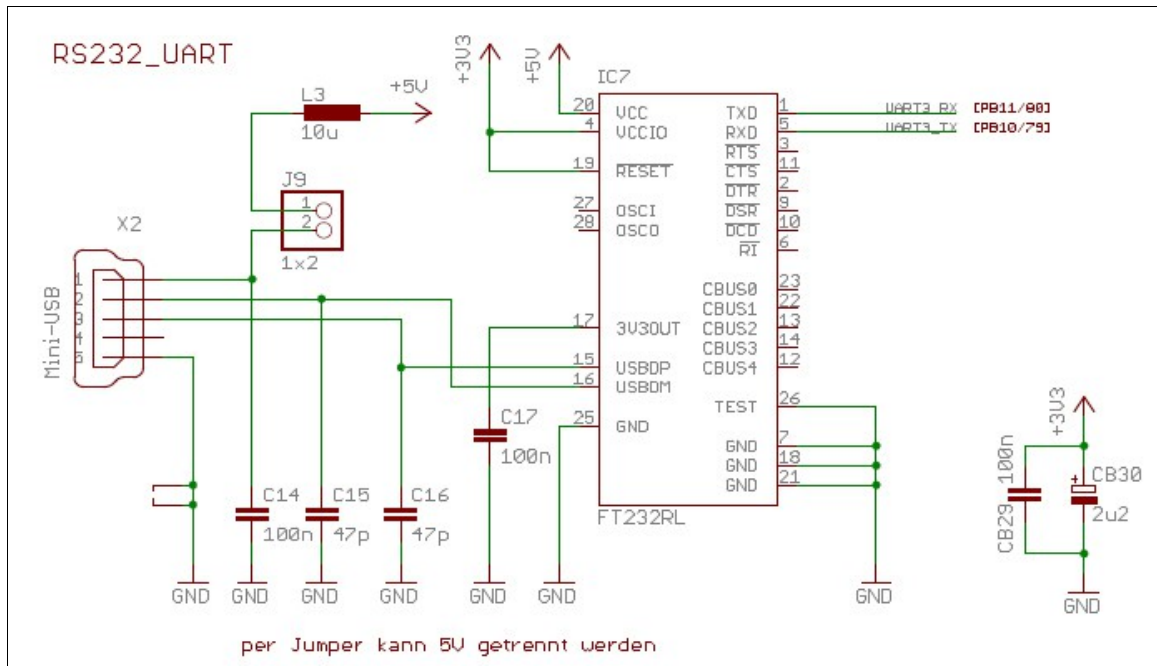 RS232_UART
+3V3
+5V
IC7
L3
+5V
10u
20 VCC TXD 1 UART3_RX [PB11/80]
4 VCCIO RXD 5 UART3_TX [PB10/79]
RTS 3
19 RESET CTS 11
DTR 2
J9
1
2
1x2
27 OSCI DSR 9
28 OSCO DCD 10
RI 6
X2
Mini-USB
1
2
3
4
5
CBUS0 23
CBUS1 22
17 3V3OUT CBUS2 13
CBUS3 14
15 USBDP CBUS4 12
16 USBDM
TEST 26
25 GND
GND 7
GND 18
GND 21
FT232RL
C17
100n
C14
100n
C15
47p
C16
47p
+3V3
CB29 100n
+
CB30
2u2
GND
GND
GND
GND
GND
GND
GND
GND
per Jumper kann 5V getrennt werden